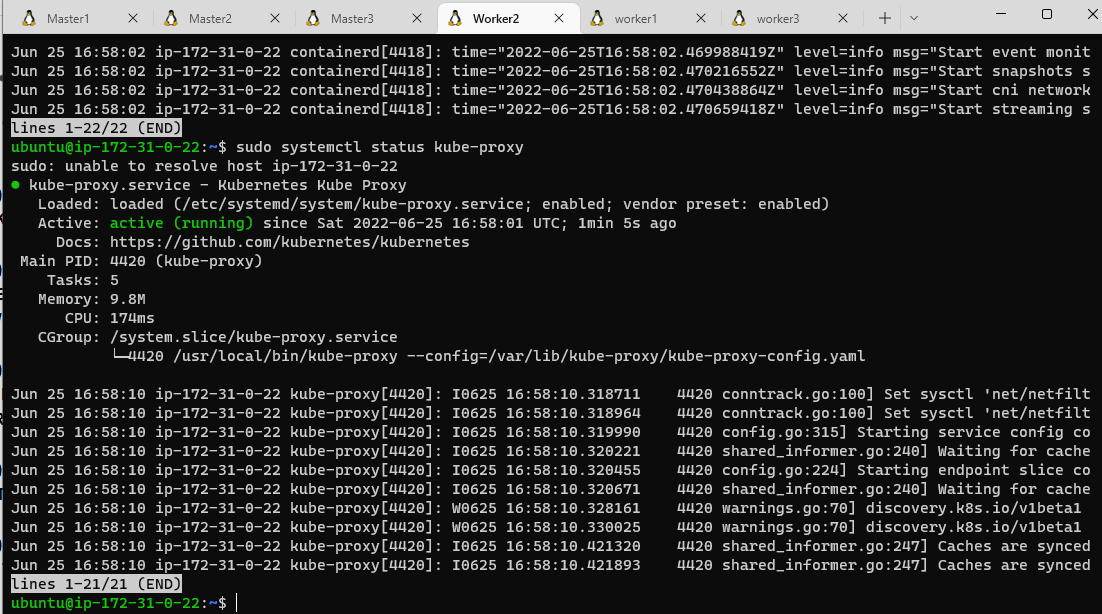 Master1 Master2 Master3 Worker2 worker1 worker3
Jun 25 16:58:02 ip-172-31-0-22 containerd[4418]: time="2022-06-25T16:58:02.469988419Z" level=info msg="Start event monit
Jun 25 16:58:02 ip-172-31-0-22 containerd[4418]: time="2022-06-25T16:58:02.470216552Z" level=info msg="Start snapshots s
Jun 25 16:58:02 ip-172-31-0-22 containerd[4418]: time="2022-06-25T16:58:02.470438864Z" level=info msg="Start cni network
Jun 25 16:58:02 ip-172-31-0-22 containerd[4418]: time="2022-06-25T16:58:02.470659418Z" level=info msg="Start streaming s
lines 1-22/22 (END)
ubuntu@ip-172-31-0-22:~$ sudo systemctl status kube-proxy
sudo: unable to resolve host ip-172-31-0-22
● kube-proxy.service - Kubernetes Kube Proxy
Loaded: loaded (/etc/systemd/system/kube-proxy.service; enabled; vendor preset: enabled)
Active: active (running) since Sat 2022-06-25 16:58:01 UTC; 1min 5s ago
Docs: https://github.com/kubernetes/kubernetes
Main PID: 4420 (kube-proxy)
Tasks: 5
Memory: 9.8M
CPU: 174ms
CGroup: /system.slice/kube-proxy.service
└─4420 /usr/local/bin/kube-proxy --config=/var/lib/kube-proxy/kube-proxy-config.yaml
Jun 25 16:58:10 ip-172-31-0-22 kube-proxy[4420]: I0625 16:58:10.318711 4420 conntrack.go:100] Set sysctl 'net/netfilt
Jun 25 16:58:10 ip-172-31-0-22 kube-proxy[4420]: I0625 16:58:10.318964 4420 conntrack.go:100] Set sysctl 'net/netfilt
Jun 25 16:58:10 ip-172-31-0-22 kube-proxy[4420]: I0625 16:58:10.319990 4420 config.go:315] Starting service config co
Jun 25 16:58:10 ip-172-31-0-22 kube-proxy[4420]: I0625 16:58:10.320221 4420 shared_informer.go:240] Waiting for cache
Jun 25 16:58:10 ip-172-31-0-22 kube-proxy[4420]: I0625 16:58:10.320455 4420 config.go:224] Starting endpoint slice co
Jun 25 16:58:10 ip-172-31-0-22 kube-proxy[4420]: I0625 16:58:10.320671 4420 shared_informer.go:240] Waiting for cache
Jun 25 16:58:10 ip-172-31-0-22 kube-proxy[4420]: W0625 16:58:10.328161 4420 warnings.go:70] discovery.k8s.io/v1beta1
Jun 25 16:58:10 ip-172-31-0-22 kube-proxy[4420]: W0625 16:58:10.330025 4420 warnings.go:70] discovery.k8s.io/v1beta1
Jun 25 16:58:10 ip-172-31-0-22 kube-proxy[4420]: I0625 16:58:10.421320 4420 shared_informer.go:247] Caches are synced
Jun 25 16:58:10 ip-172-31-0-22 kube-proxy[4420]: I0625 16:58:10.421893 4420 shared_informer.go:247] Caches are synced
lines 1-21/21 (END)
ubuntu@ip-172-31-0-22:~$